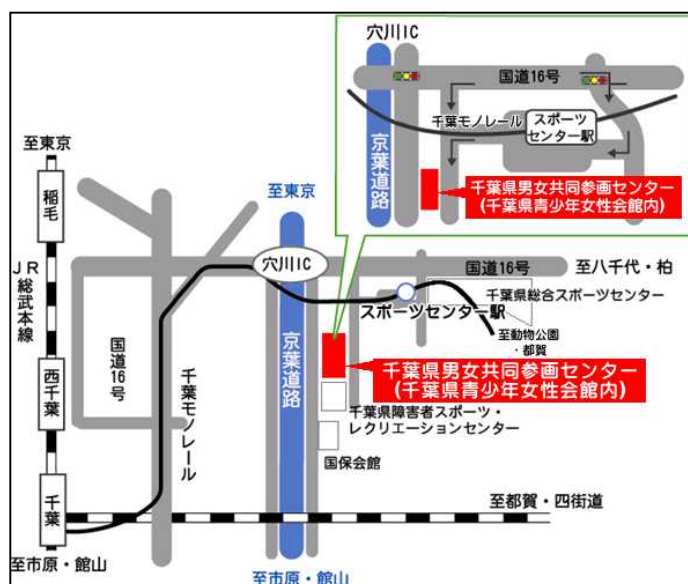 穴川IC
国道16号
千葉モノレール
スポーツ
センター駅
京葉道路
千葉県男女共同参画センター
(千葉県青少年女性会館内)
至東京
稲毛
JR総武本線
西千葉
千葉
至市原・館山
国道16号
千葉モノレール
至東京
穴川IC
京葉道路
至市原・館山
国道16号
至八千代・柏
千葉県総合スポーツセンター
スポーツセンター駅
至動物公園
・都賀
千葉県男女共同参画センター
(千葉県青少年女性会館内)
千葉県障害者スポーツ・
レクリエーションセンター
国保会館
至都賀・四街道